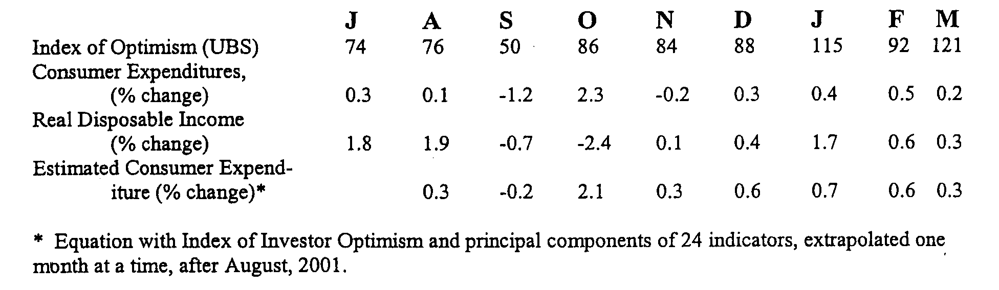 J A S O N D J F M
Index of Optimism (UBS) 74 76 50 86 84 88 115 92 121
Consumer Expenditures,
(% change) 0.3 0.1 -1.2 2.3 -0.2 0.3 0.4 0.5 0.2
Real Disposable Income
(% change) 1.8 1.9 -0.7 -2.4 0.1 0.4 1.7 0.6 0.3
Estimated Consumer Expend-
iture (% change)* 0.3 -0.2 2.1 0.3 0.6 0.7 0.6 0.3
* Equation with Index of Investor Optimism and principal components of 24 indicators, extrapolated one
month at a time, after August, 2001.